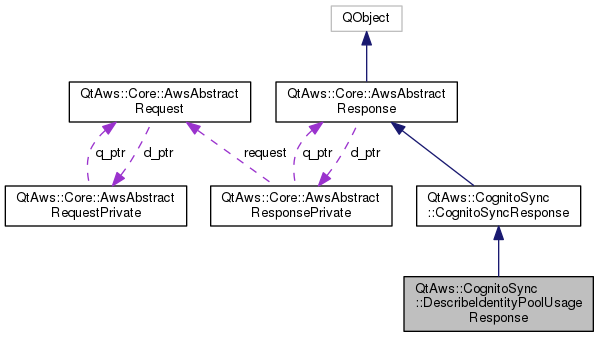 QObject
QtAws::Core::AwsAbstract
Request
QtAws::Core::AwsAbstract
Response
q_ptr
d_ptr
request
q_ptr
d_ptr
QtAws::Core::AwsAbstract
RequestPrivate
QtAws::Core::AwsAbstract
ResponsePrivate
QtAws::CognitoSync
::CognitoSyncResponse
QtAws::CognitoSync
::DescribeIdentityPoolUsage
Response